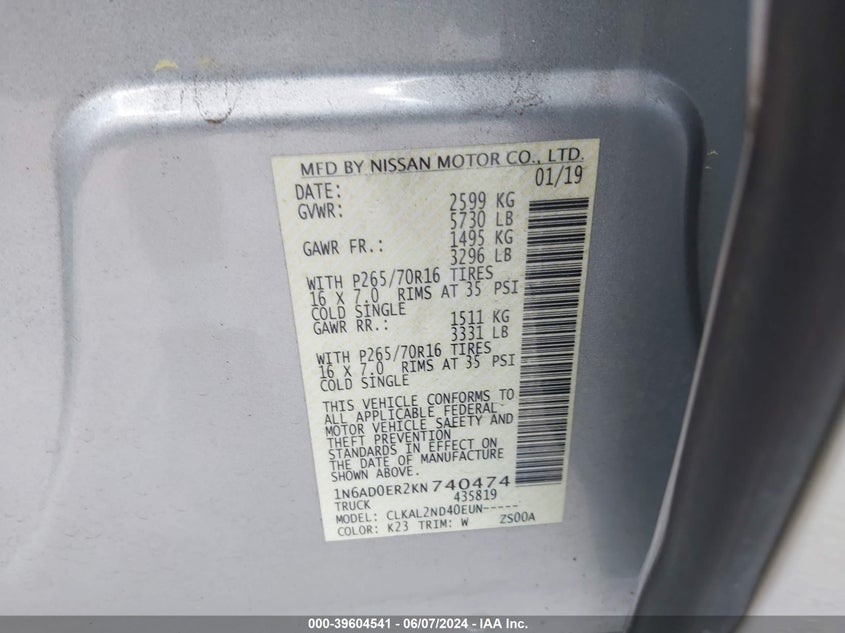 MFD BY NISSAN MOTOR CO., LTD.
DATE: 01/19
GVWR: 2599 KG
5730 LB
GAWR FR.: 1495 KG
3296 LB
WITH P265/70R16 TIRES
16 X 7.0 RIMS AT 35 PSI
COLD SINGLE
GAWR RR.: 1511 KG
3331 LB
WITH P265/70R16 TIRES
16 X 7.0 RIMS AT 35 PSI
COLD SINGLE
THIS VEHICLE CONFORMS TO
ALL APPLICABLE FEDERAL
MOTOR VEHICLE SAFETY AND
THEFT PREVENTION
STANDARDS IN EFFECT ON
THE DATE OF MANUFACTURE
SHOWN ABOVE.
1N6AD0ER2KN 740474
TRUCK 435819
MODEL: CLKAL2ND40EUN-----
COLOR: K23 TRIM: W ZS00A
000-39604541 - 06/07/2024 - IAA Inc.